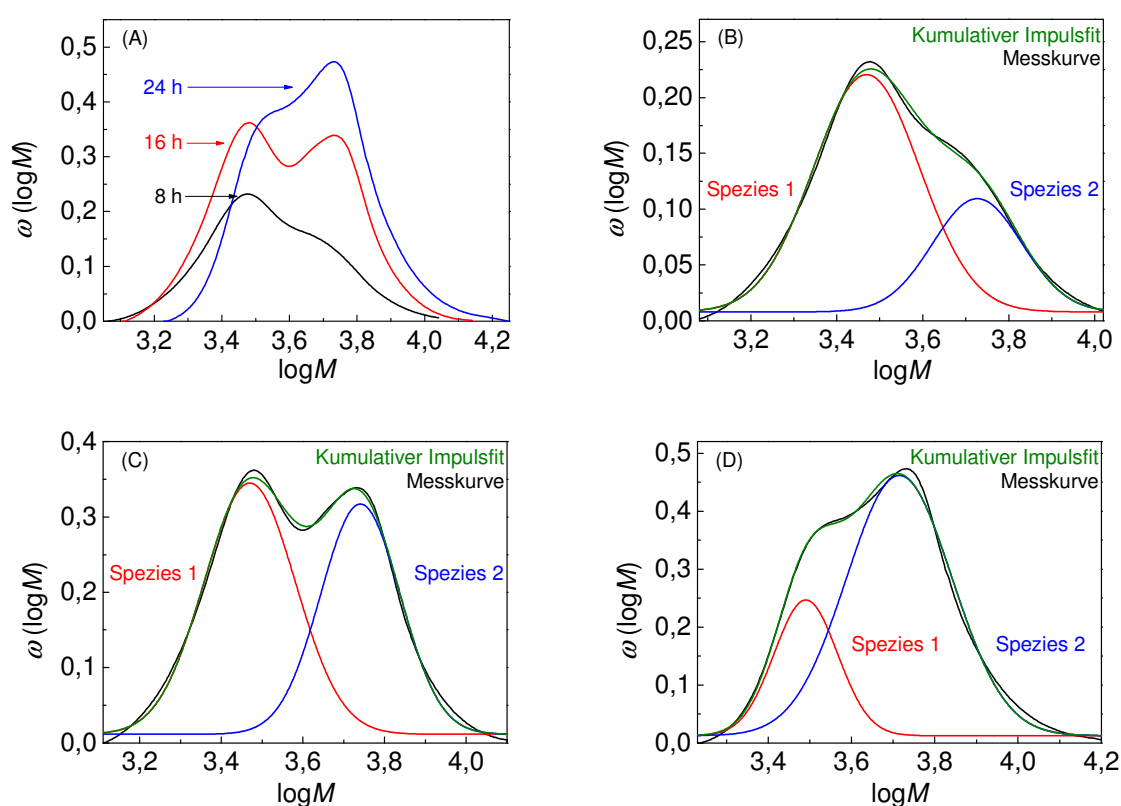 (A)
24 h
16 h
8 h
ω (logM)
0,5
0,4
0,3
0,2
0,1
0,0
3,2 3,4 3,6 3,8 4,0 4,2
logM
(B)
Kumulativer Impulsfit
Messkurve
Spezies 1
Spezies 2
ω (logM)
0,25
0,20
0,15
0,10
0,05
0,00
3,2 3,4 3,6 3,8 4,0
logM
(C)
Kumulativer Impulsfit
Messkurve
Spezies 1
Spezies 2
ω (logM)
0,4
0,3
0,2
0,1
0,0
3,2 3,4 3,6 3,8 4,0
logM
(D)
Kumulativer Impulsfit
Messkurve
Spezies 1
Spezies 2
ω (logM)
0,5
0,4
0,3
0,2
0,1
0,0
3,4 3,6 3,8 4,0 4,2
logM